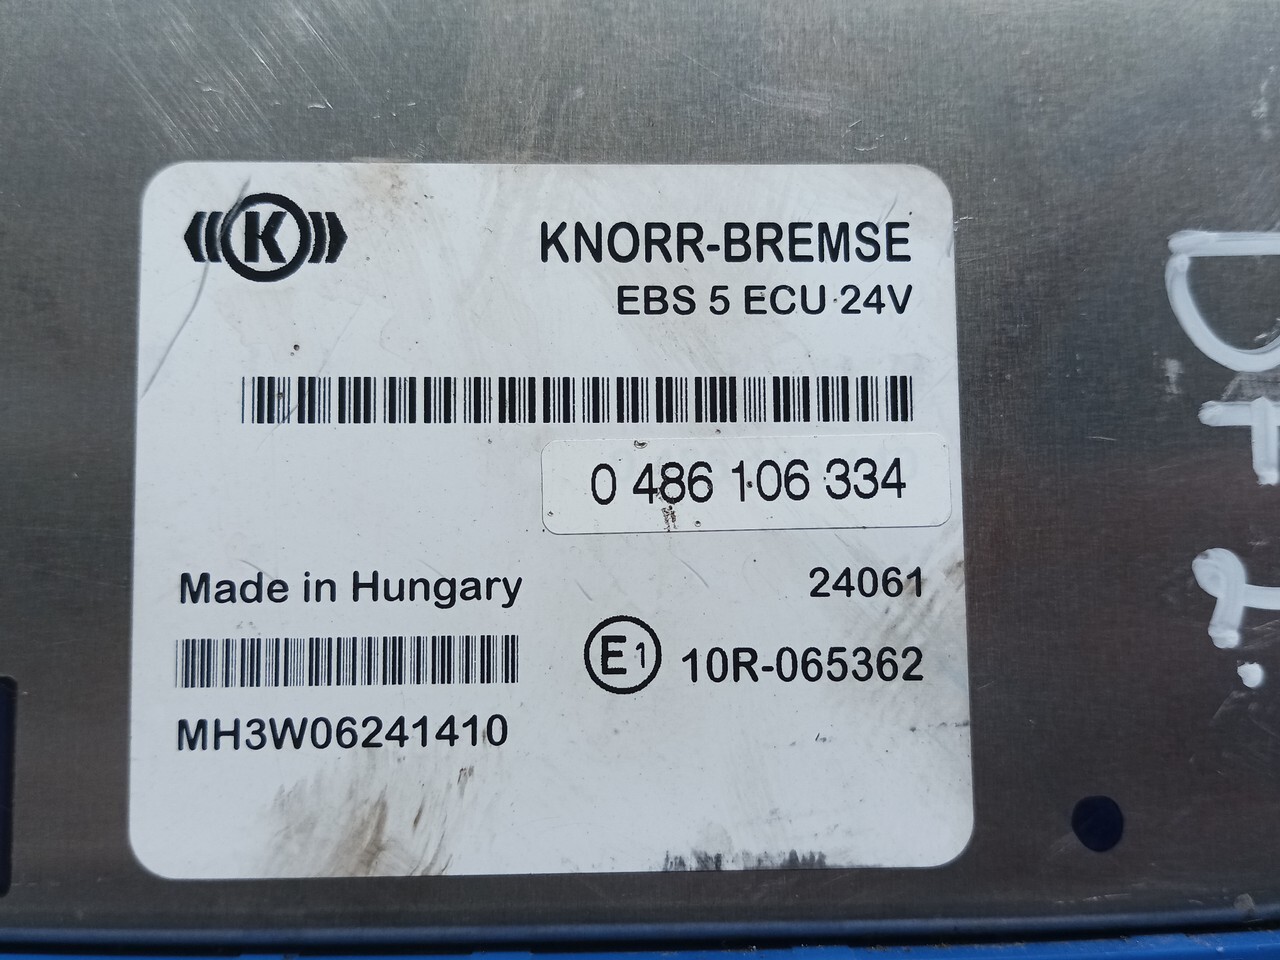 K
KNORR-BREMSE
EBS 5 ECU 24V
0 486 106 334
Made in Hungary
24061
E1
10R-065362
MH3W06241410